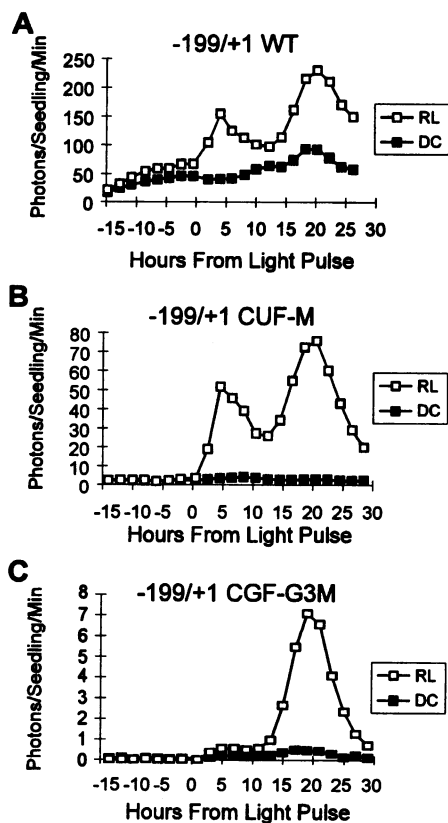 A
-199/+1 WT
Photons/Seedling/Min
250
200
150
100
50
0
-15 -10 -5 0 5 10 15 20 25 30
Hours From Light Pulse
RL
DC
B
-199/+1 CUF-M
Photons/Seedling/Min
80
70
60
50
40
30
20
10
0
-15 -10 -5 0 5 10 15 20 25 30
Hours From Light Pulse
RL
DC
C
-199/+1 CGF-G3M
Photons/Seedling/Min
8
7
6
5
4
3
2
1
0
-15 -10 -5 0 5 10 15 20 25 30
Hours From Light Pulse
RL
DC